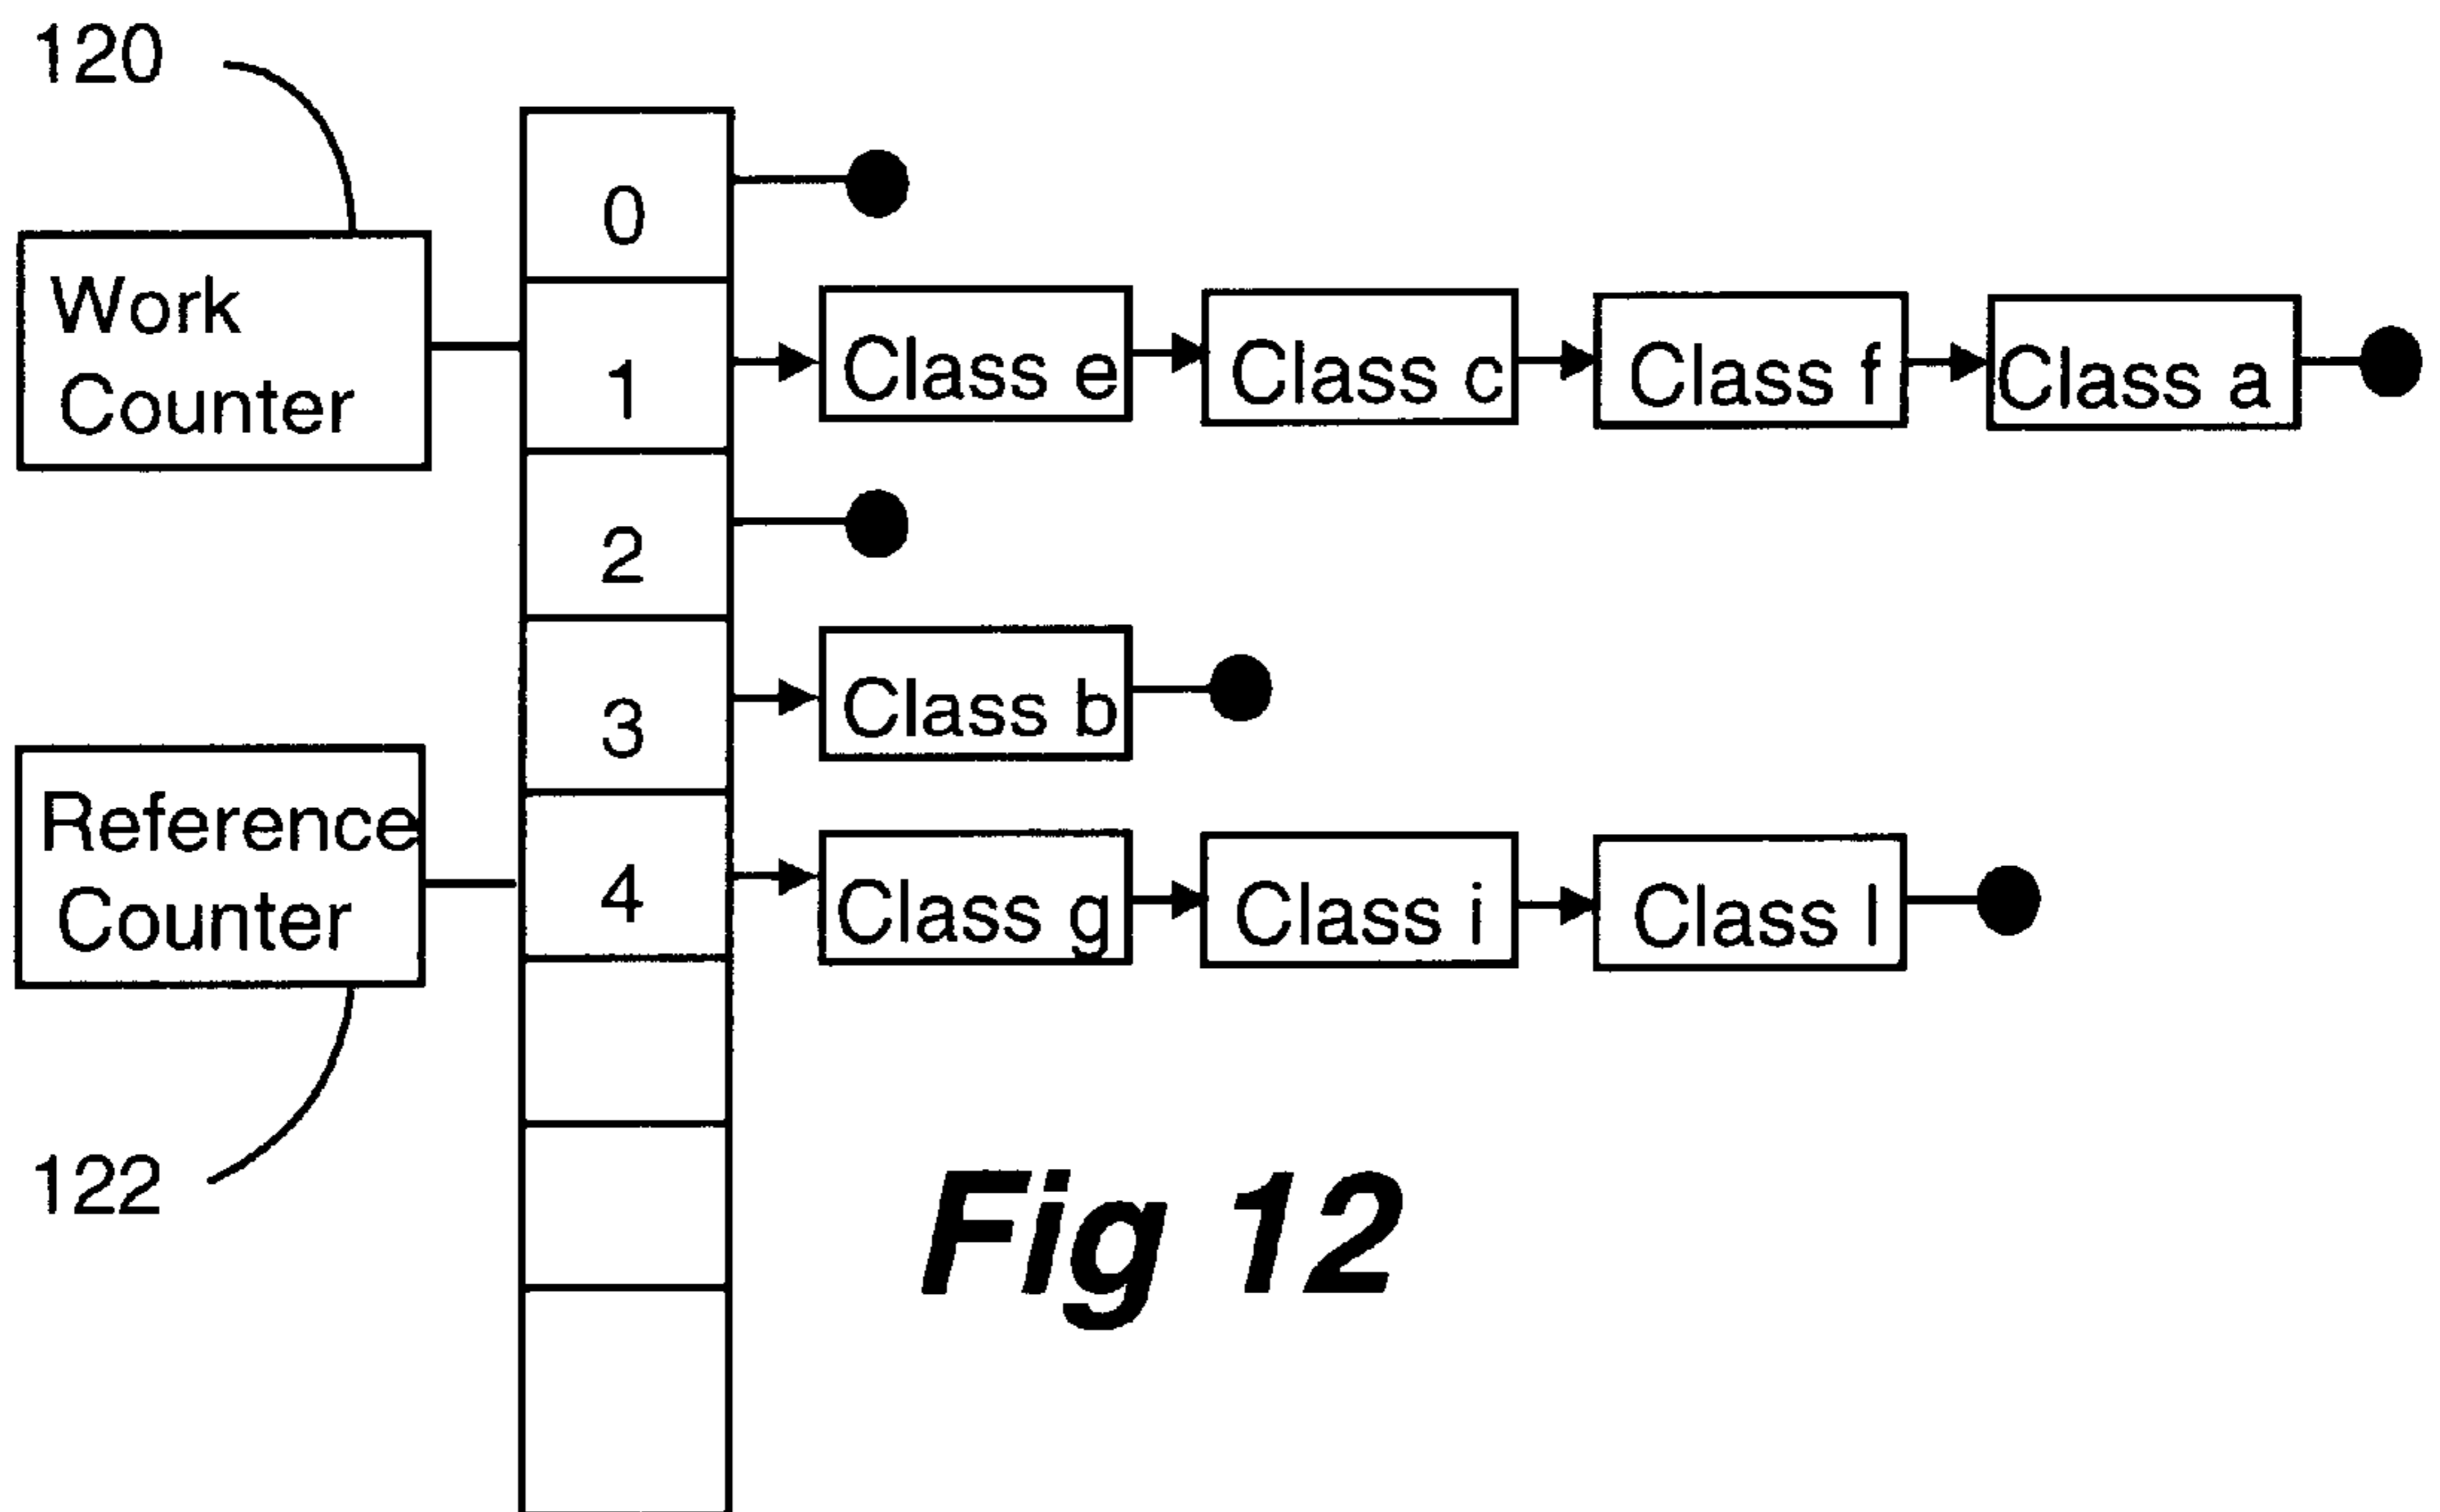 120
0
Work
Counter
1
Class e
Class c
Class f
Class a
2
3
Class b
Reference
Counter
4
Class g
Class i
Class l
122
Fig 12